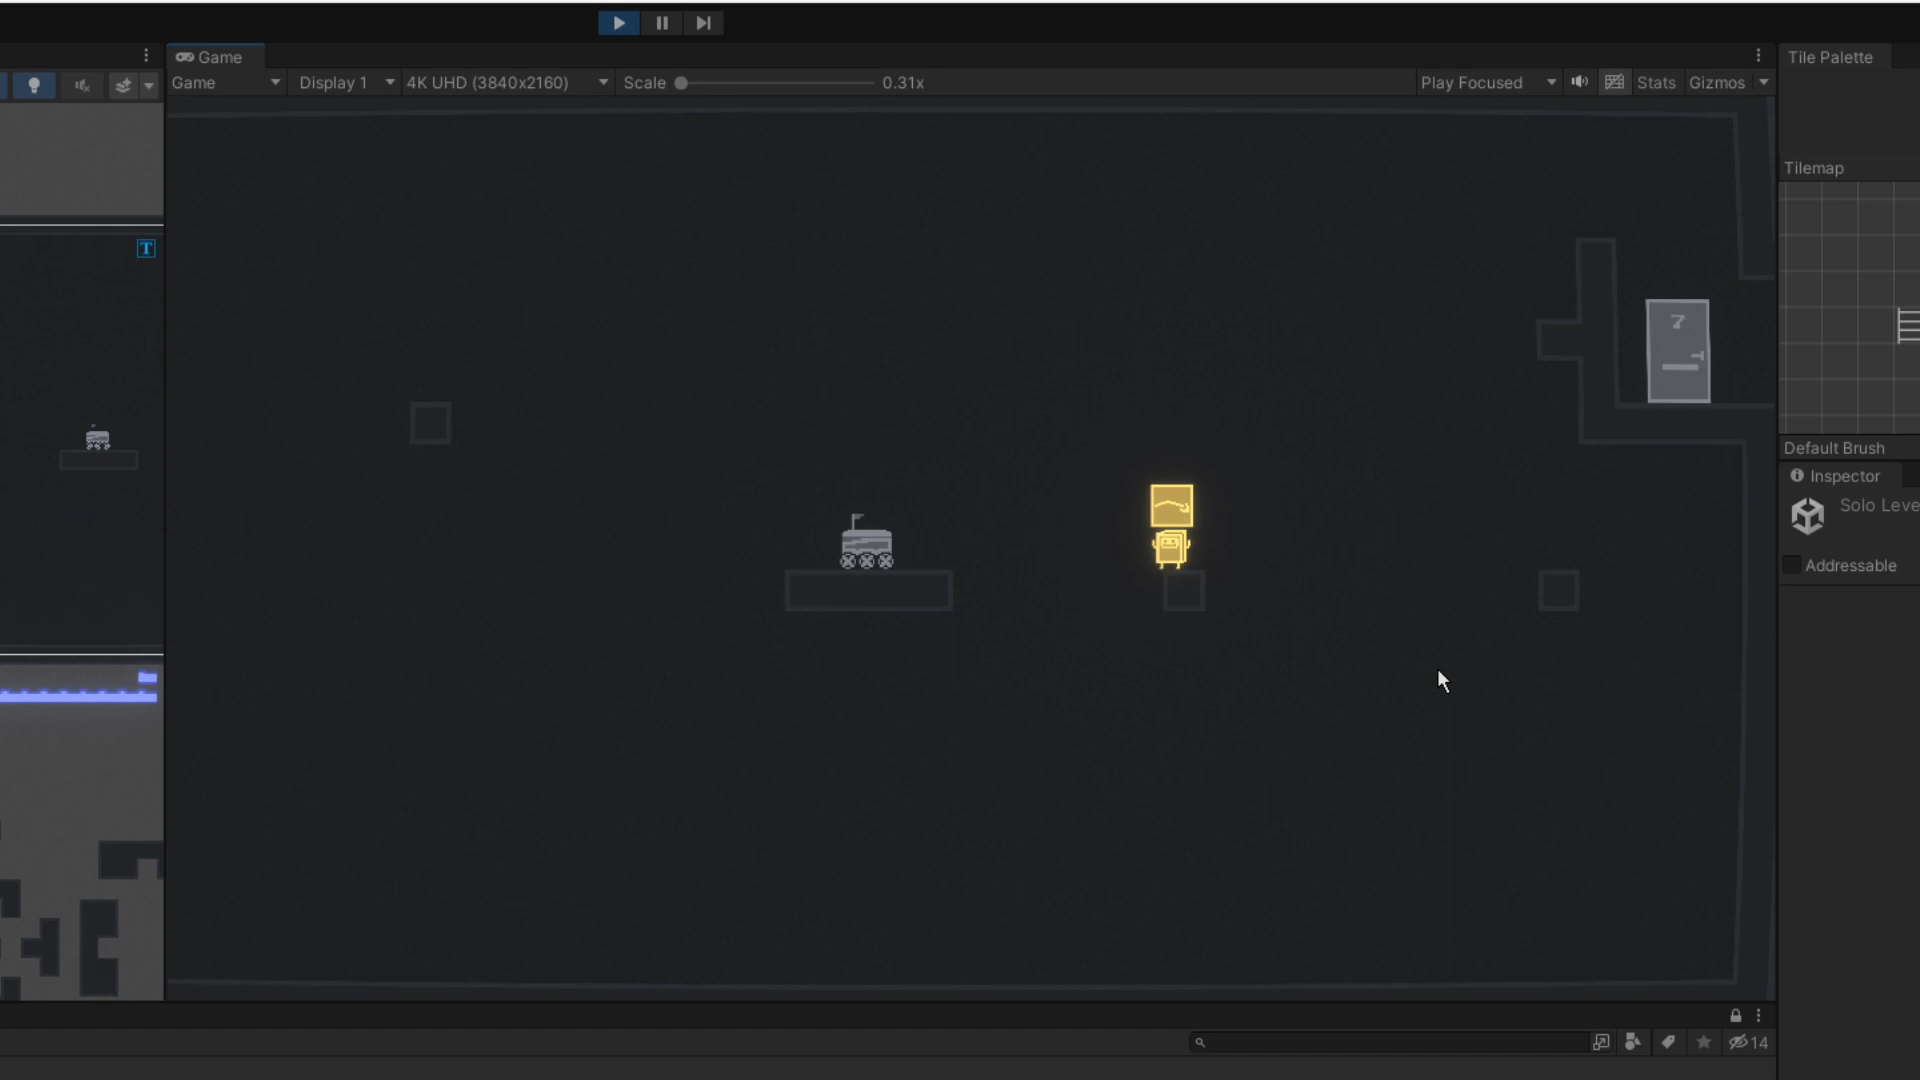 Game
Tile Palette
Game
Display 1
4K UHD (3840x2160)
Scale
0.31x
Play Focused
Stats
Gizmos
Tilemap
T
7
Default Brush
Inspector
Solo Leve
Addressable
14